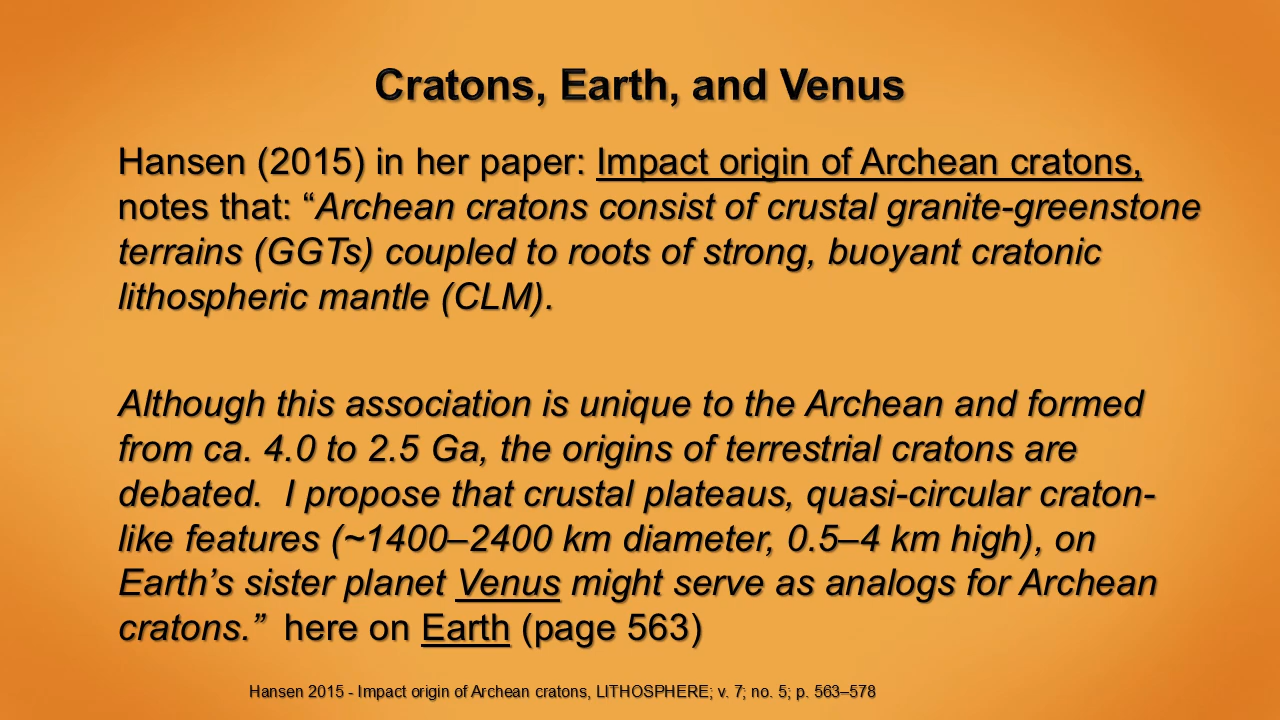 Cratons, Earth, and Venus
Hansen (2015) in her paper: Impact origin of Archean cratons,
notes that: “Archean cratons consist of crustal granite-greenstone
terrains (GGTs) coupled to roots of strong, buoyant cratonic
lithospheric mantle (CLM).
Although this association is unique to the Archean and formed
from ca. 4.0 to 2.5 Ga, the origins of terrestrial cratons are
debated.  I propose that crustal plateaus, quasi-circular craton-
like features (~1400–2400 km diameter, 0.5–4 km high), on
Earth’s sister planet Venus might serve as analogs for Archean
cratons.”  here on Earth (page 563)
Hansen 2015 - Impact origin of Archean cratons, LITHOSPHERE; v. 7; no. 5; p. 563–578